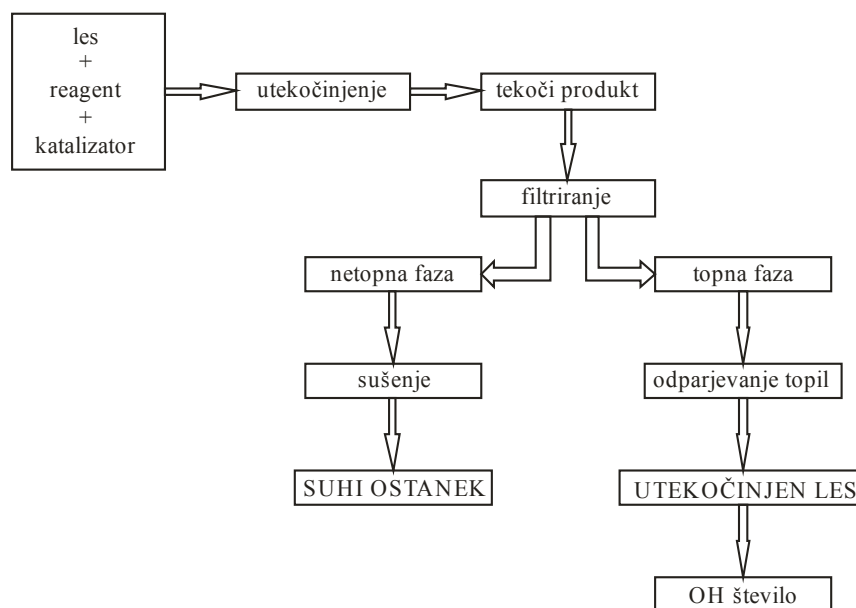 les
+
reagent
+
katalizator
utekočinjenje
tekoči produkt
filtriranje
netopna faza
topna faza
sušenje
odparjevanje topil
SUHI OSTANEK
UTEKOČINJEN LES
OH število